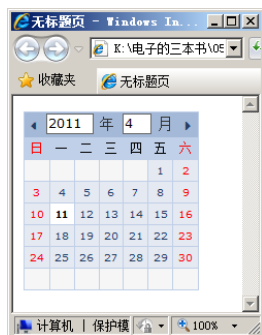 无标题页 - Windows In...
K:\电子的三本书\05
收藏夹 无标题页
2011 年 4 月
日 一 二 三 四 五 六
1 2
3 4 5 6 7 8 9
10 11 12 13 14 15 16
17 18 19 20 21 22 23
24 25 26 27 28 29 30
计算机 | 保护模 100%